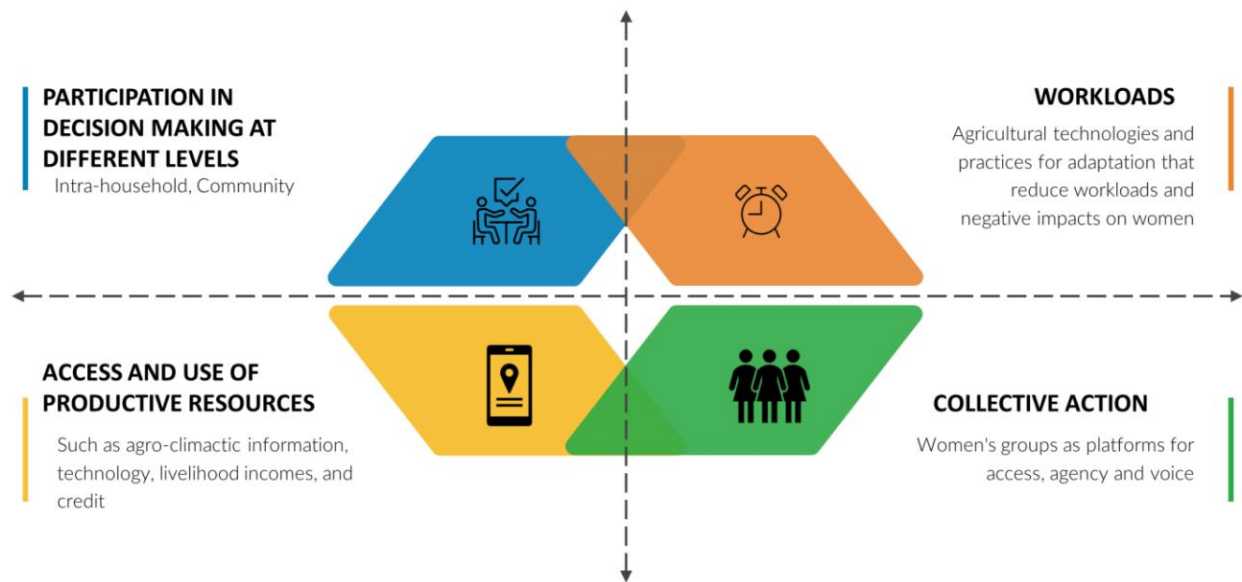 PARTICIPATION IN
DECISION MAKING AT
DIFFERENT LEVELS
Intra-household, Community
WORKLOADS
Agricultural technologies and
practices for adaptation that
reduce workloads and
negative impacts on women
ACCESS AND USE OF
PRODUCTIVE RESOURCES
Such as agro-climactic information,
technology, livelihood incomes, and
credit
COLLECTIVE ACTION
Women's groups as platforms for
access, agency and voice